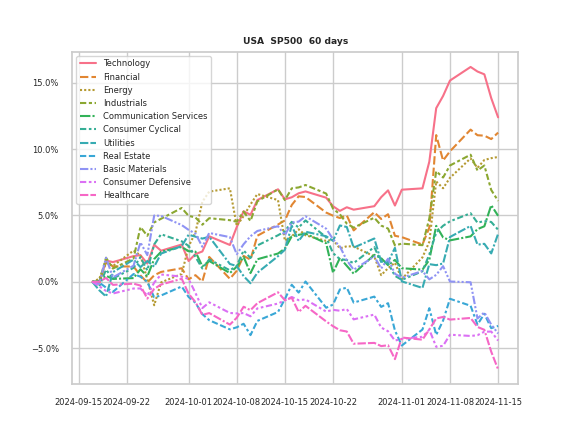 USA SP500 60 days
Technology
Financial
Energy
Industrials
Communication Services
Consumer Cyclical
Utilities
Real Estate
Basic Materials
Consumer Defensive
Healthcare
15.0%
10.0%
5.0%
0.0%
−5.0%
2024-09-15 2024-09-22 2024-10-01 2024-10-08 2024-10-15 2024-10-22 2024-11-01 2024-11-08 2024-11-15